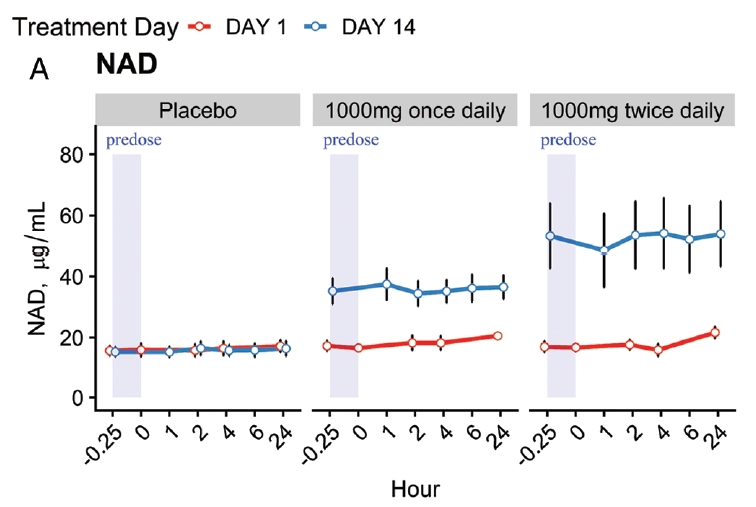 Treatment Day DAY 1 DAY 14
A NAD
Placebo 1000mg once daily 1000mg twice daily
predose predose predose
80
60
40
20
0
NAD, µg/mL
-0.25 0 1 2 4 6 24 -0.25 0 1 2 4 6 24 -0.25 0 1 2 4 6 24
Hour